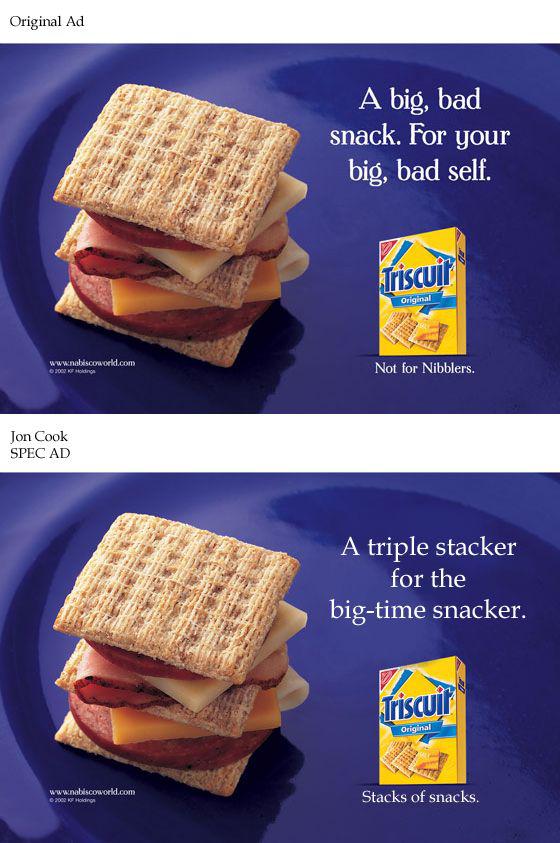 Original Ad
A big, bad
snack. For your
big, bad self.
NABISCO
Triscuit
Original
www.nabiscoworld.com
© 2002 KF Holdings
Not for Nibblers.
Jon Cook
SPEC AD
A triple stacker
for the
big-time snacker.
NABISCO
Triscuit
Original
www.nabiscoworld.com
© 2002 KF Holdings
Stacks of snacks.